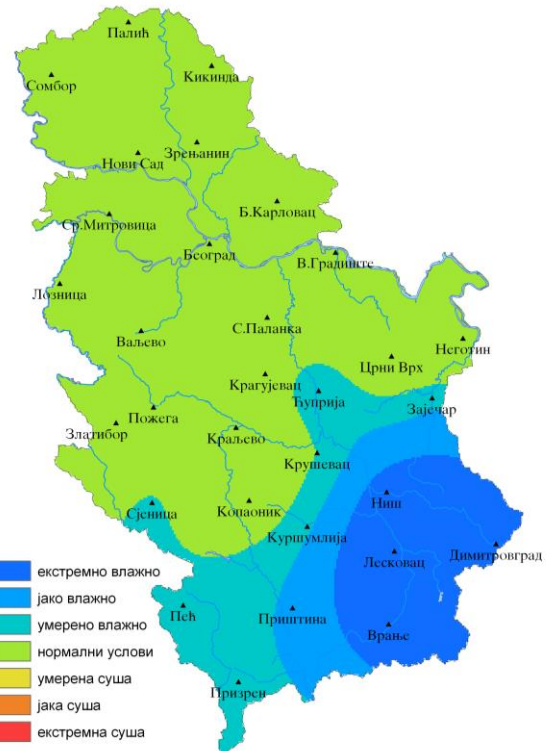 Палић
Кикинда
Сомбор
Зрењанин
Нови Сад
Б.Карловац
Ср.Митровица
Београд
В.Градиште
Лозница
С.Паланка
Ваљево
Неготин
Црни Врх
Крагујевац
Ћуприја
Зајечар
Пожега
Златибор
Краљево
Крушевац
Ниш
Сјеница
Копаоник
Куршумлија
Димитровград
Лесковац
екстремно влажно
јако влажно
умерено влажно
нормални услови
умерена суша
јака суша
екстремна суша
Пећ
Приштина
Врање
Призрен